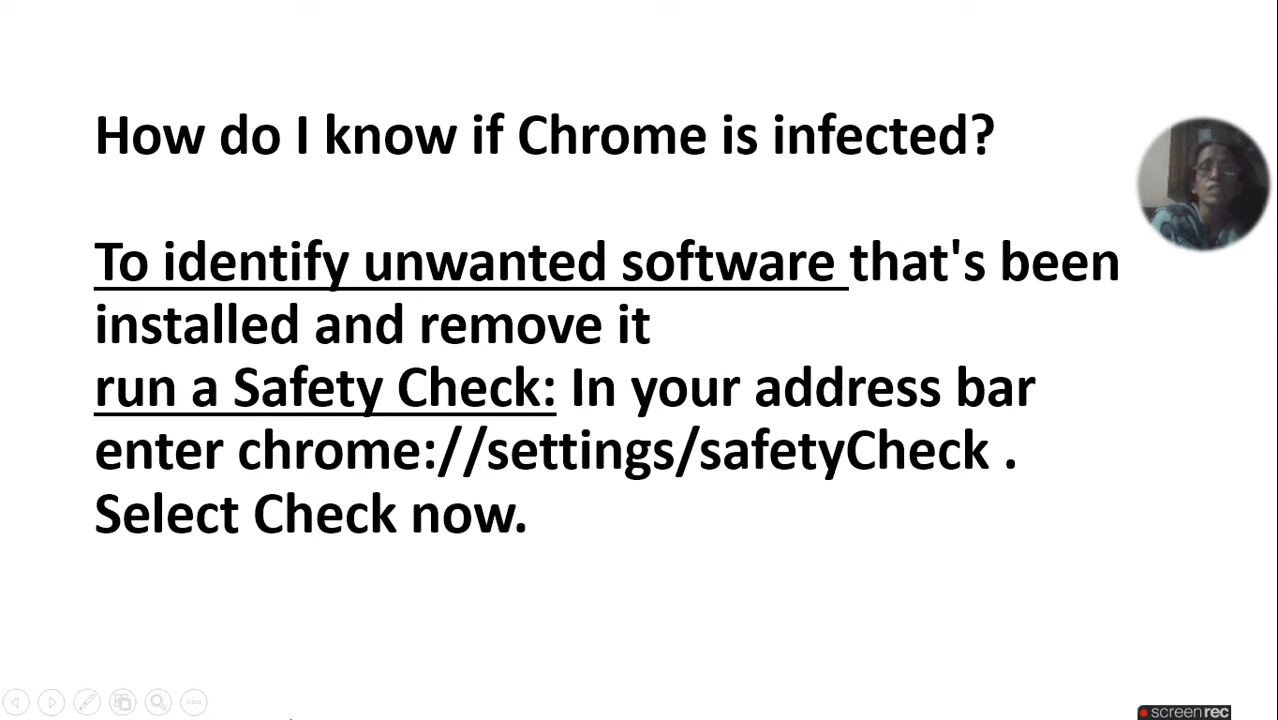 How do I know if Chrome is infected?
To identify unwanted software that's been
installed and remove it
run a Safety Check: In your address bar
enter chrome://settings/safetyCheck .
Select Check now.
screenrec